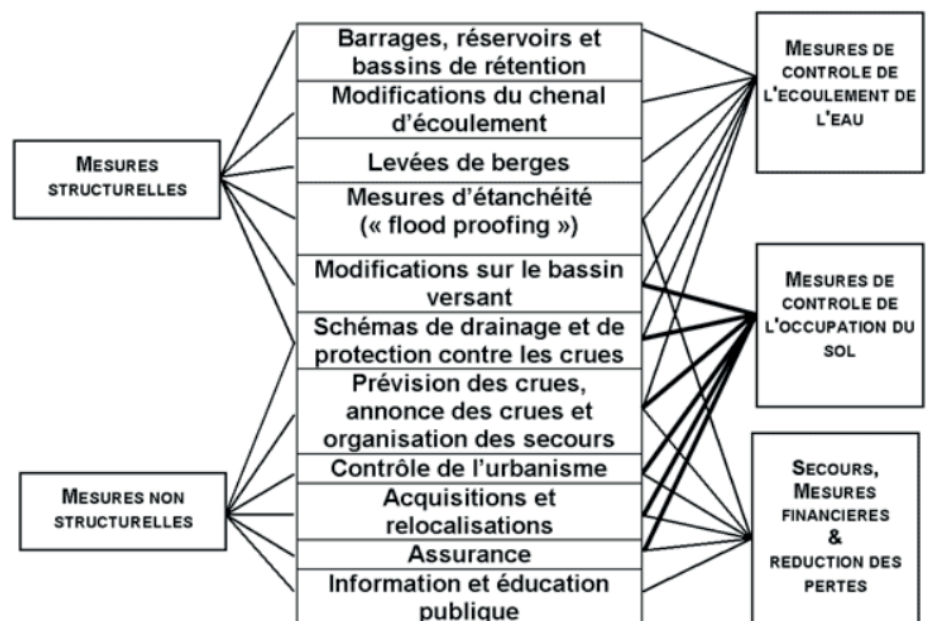 MESURES
STRUCTURELLES
MESURES NON
STRUCTURELLES
Barrages, réservoirs et
bassins de rétention
Modifications du chenal
d'écoulement
Levées de berges
Mesures d'étanchéité
(« flood proofing »)
Modifications sur le bassin
versant
Schémas de drainage et de
protection contre les crues
Prévision des crues,
annonce des crues et
organisation des secours
Contrôle de l'urbanisme
Acquisitions et
relocalisations
Assurance
Information et éducation
publique
MESURES DE
CONTROLE DE
L'ECOULEMENT DE
L'EAU
MESURES DE
CONTROLE DE
L'OCCUPATION DU
SOL
SECOURS,
MESURES
FINANCIERES
&
REDUCTION DES
PERTES